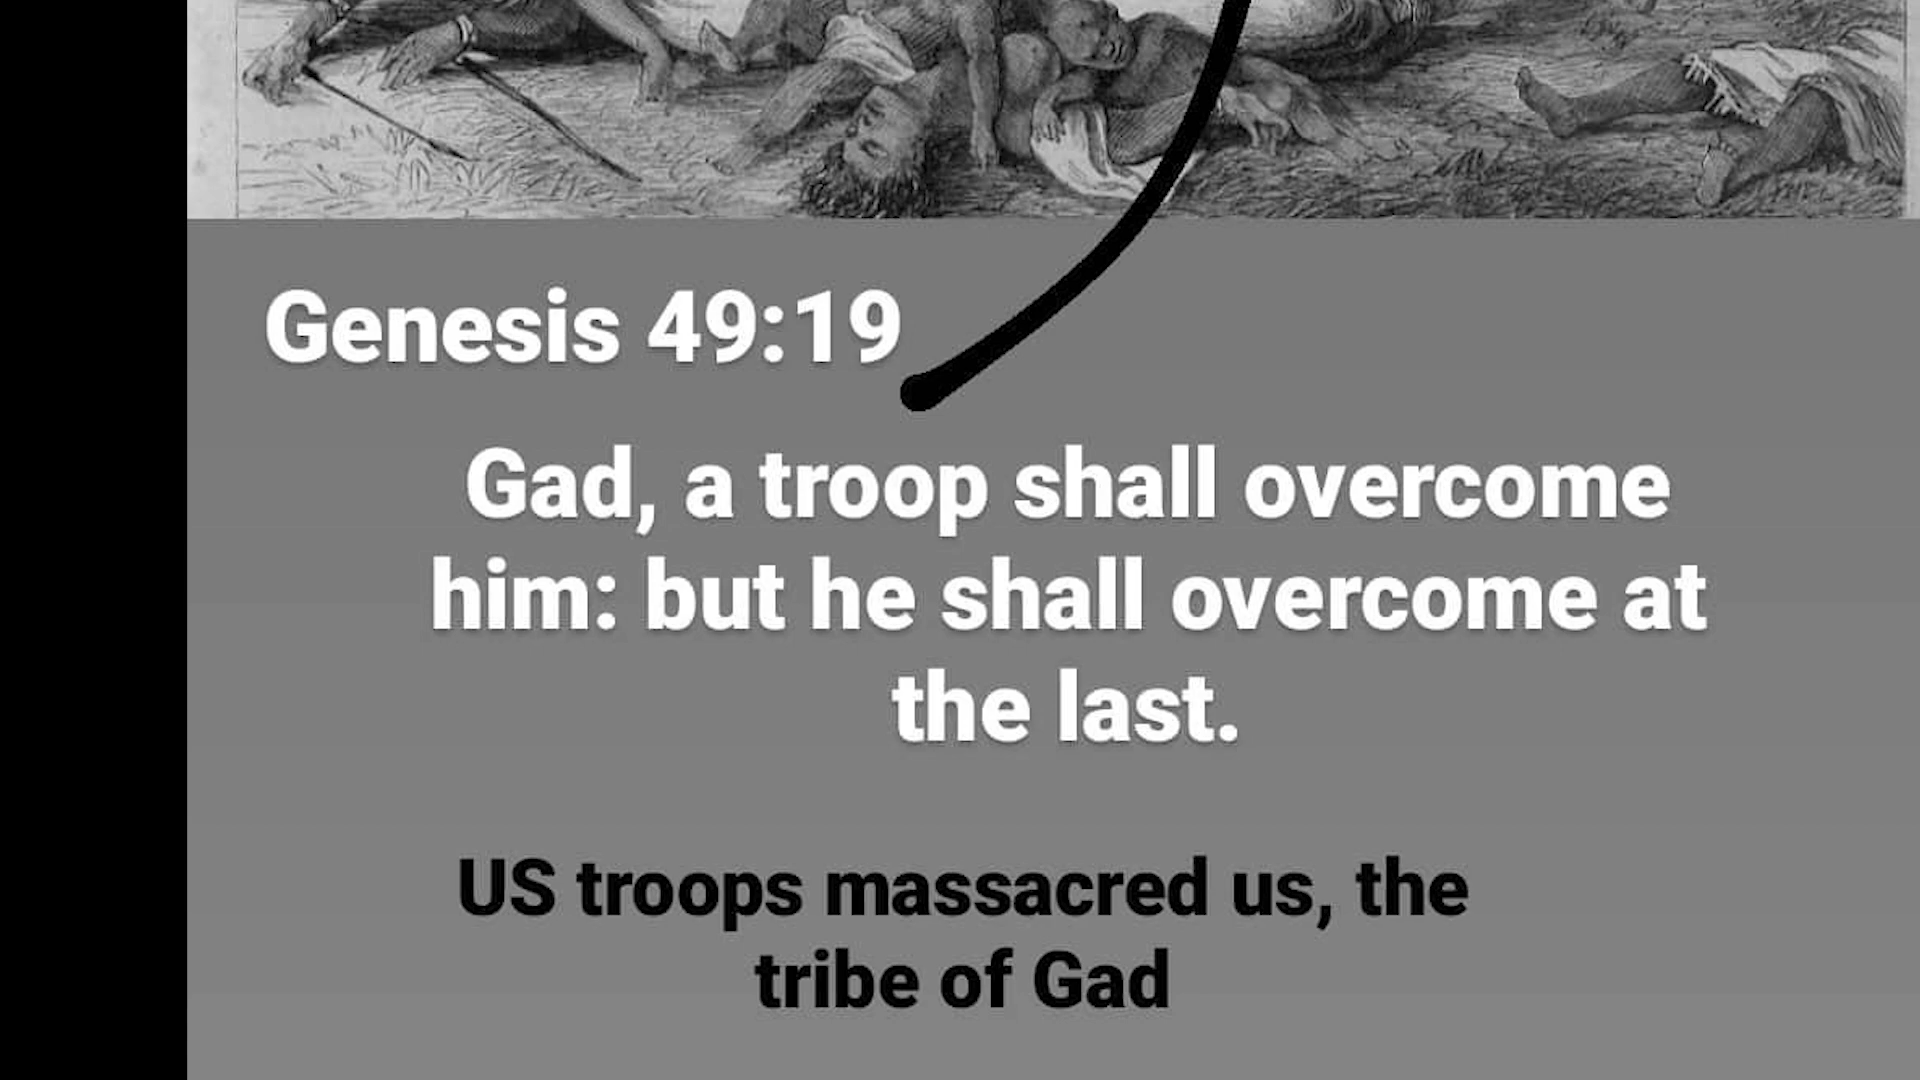 Genesis 49:19
Gad, a troop shall overcome
him: but he shall overcome at
the last.
US troops massacred us, the
tribe of Gad